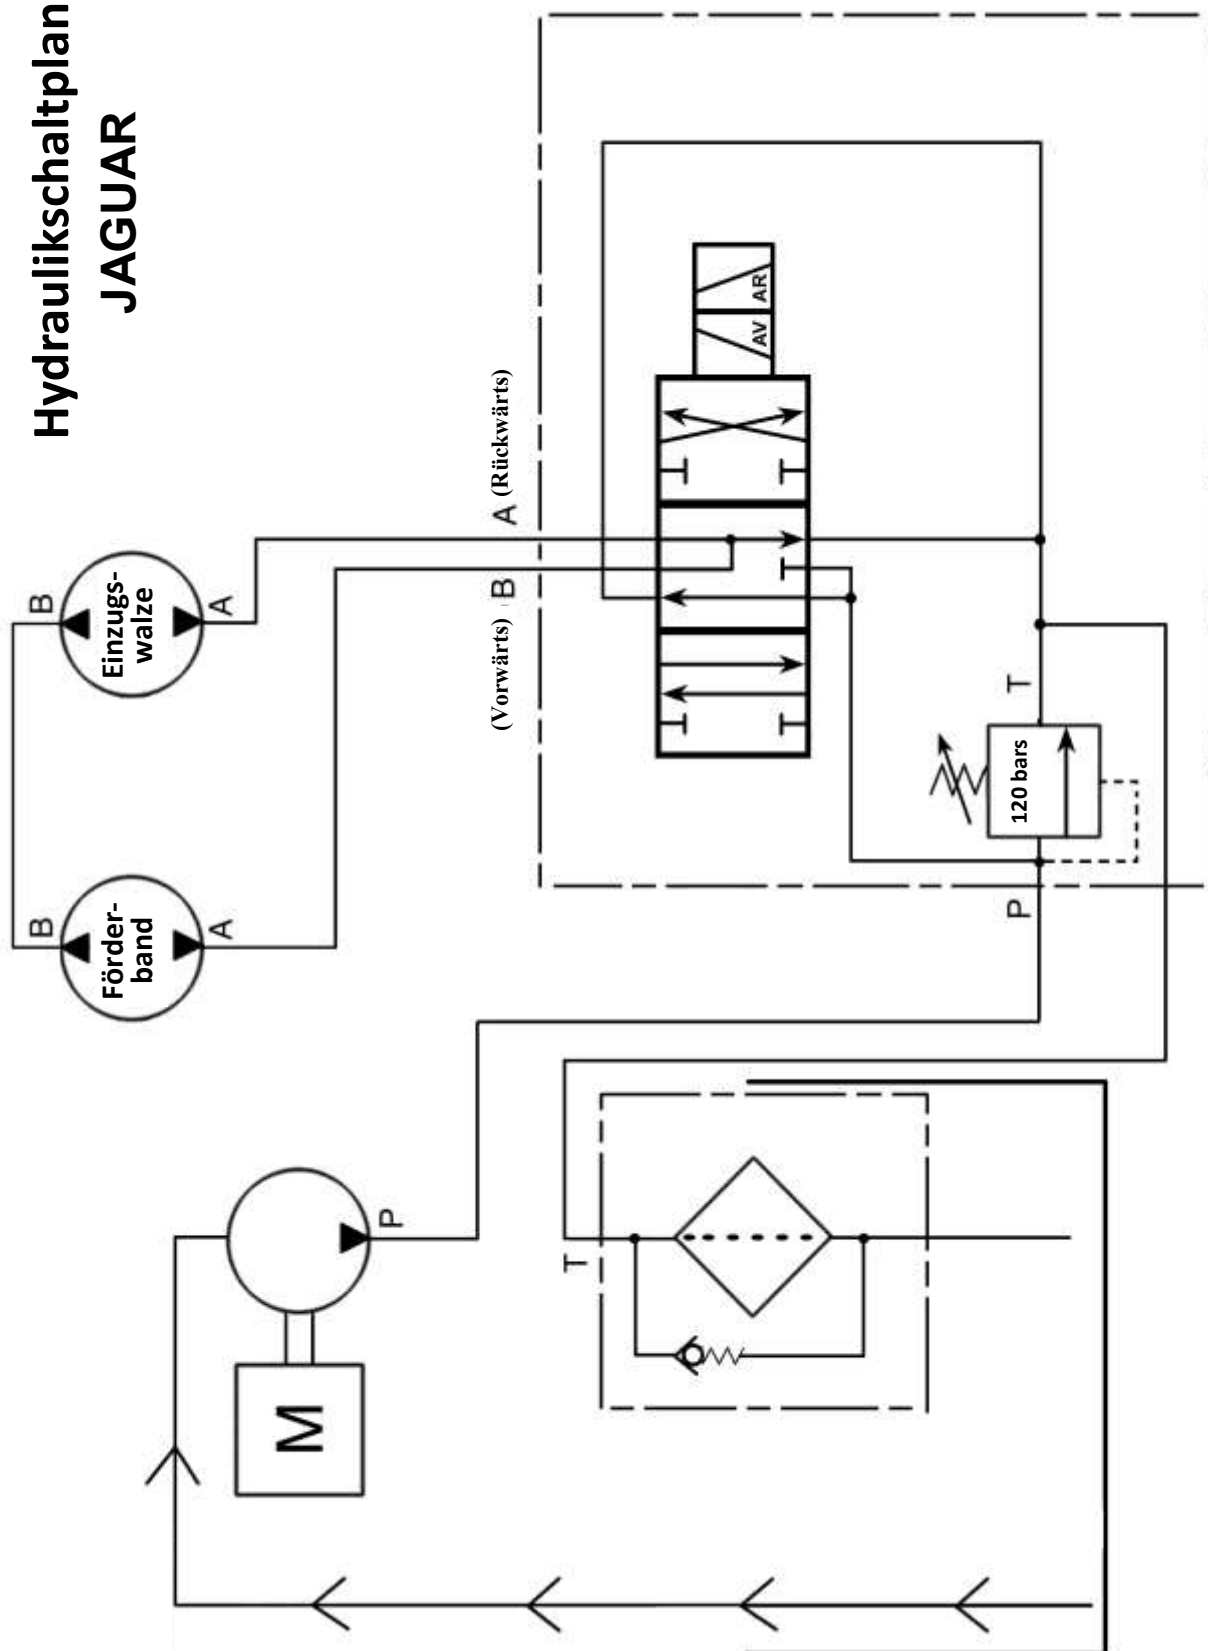 Hydraulikschaltplan
JAGUAR
B
B
Förder-
band
Einzugs-
walze
A
A
(Vorwärts) B
A (Rückwärts)
AV
AR
P
120 bars
T
M
P
T